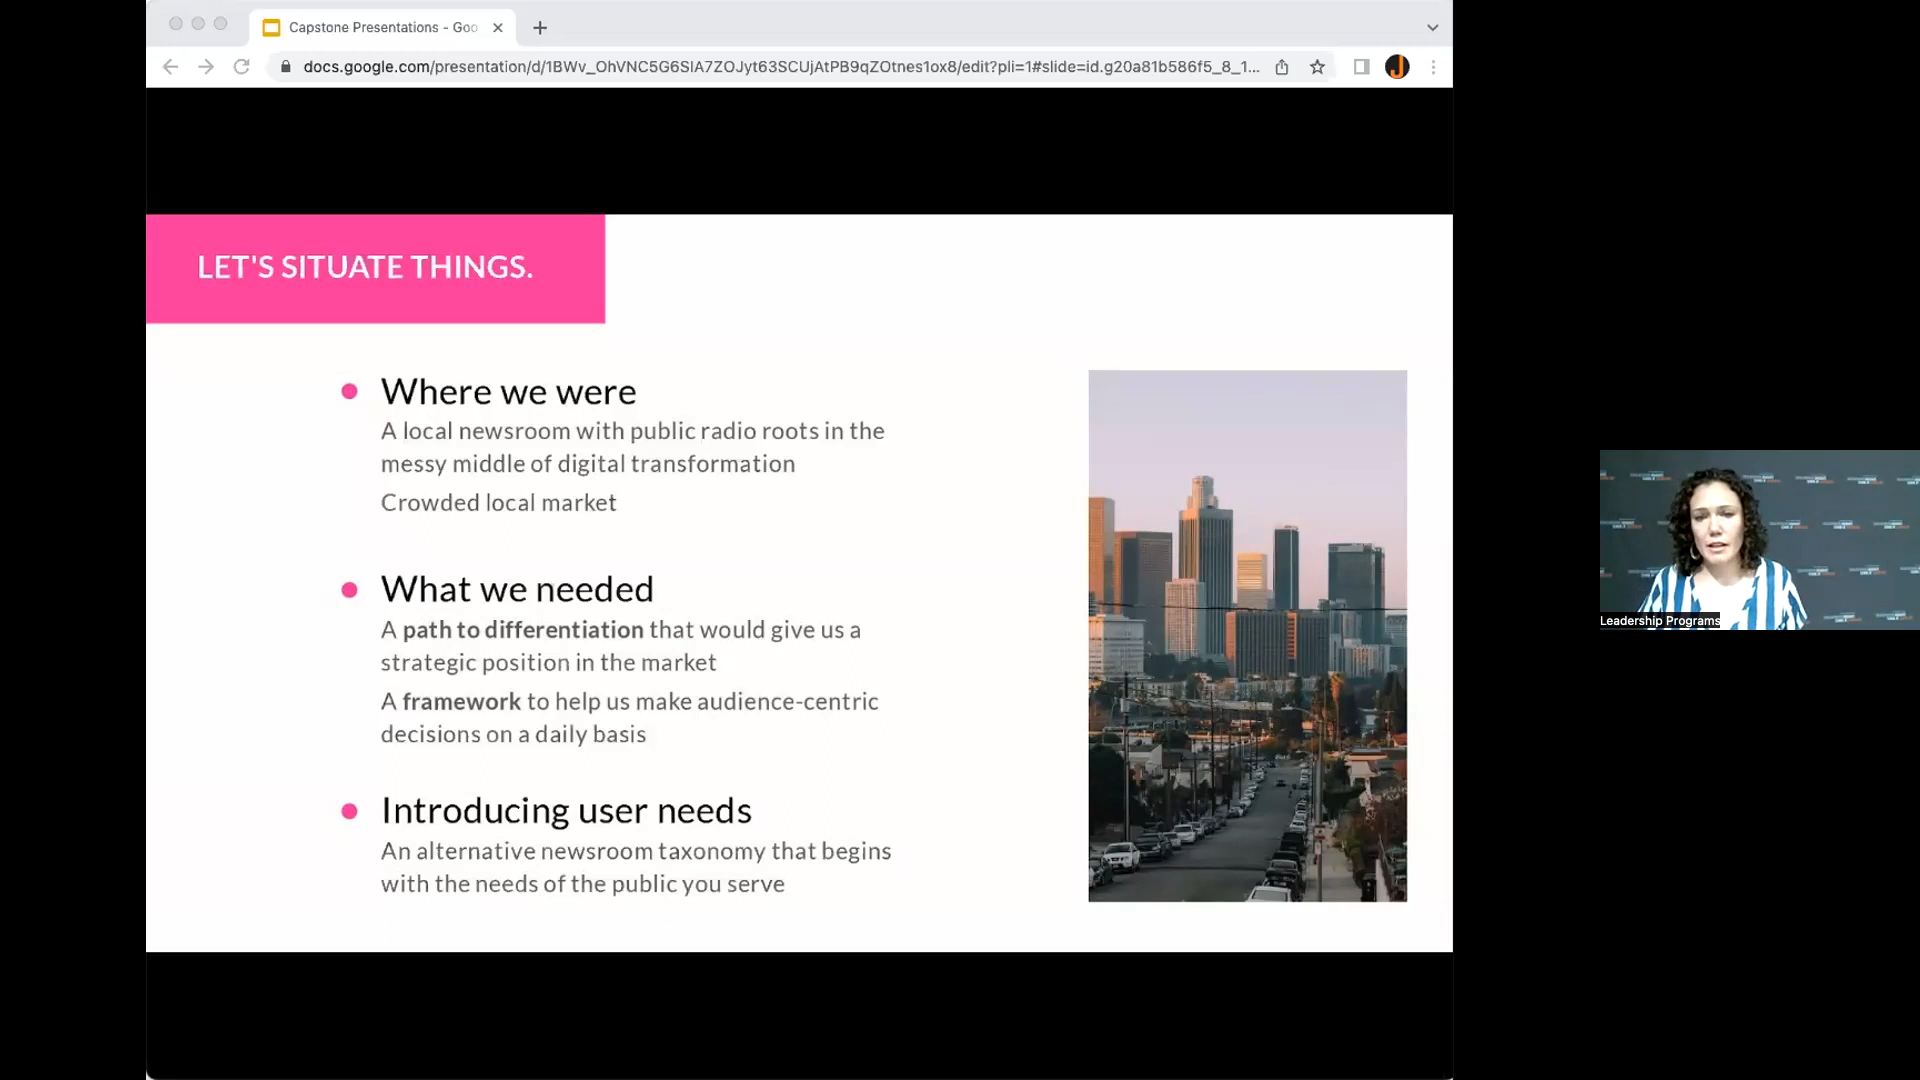 Capstone Presentations - Goo
docs.google.com/presentation/d/1BWv_OhVNC5G6SlA7ZOJyt63SCUjAtPB9qZOtnes1ox8/edit?pli=1#slide=id.g20a81b586f5_8_1...
LET'S SITUATE THINGS.
Where we were
A local newsroom with public radio roots in the
messy middle of digital transformation
Crowded local market
What we needed
A path to differentiation that would give us a
strategic position in the market
A framework to help us make audience-centric
decisions on a daily basis
Introducing user needs
An alternative newsroom taxonomy that begins
with the needs of the public you serve
Leadership Programs